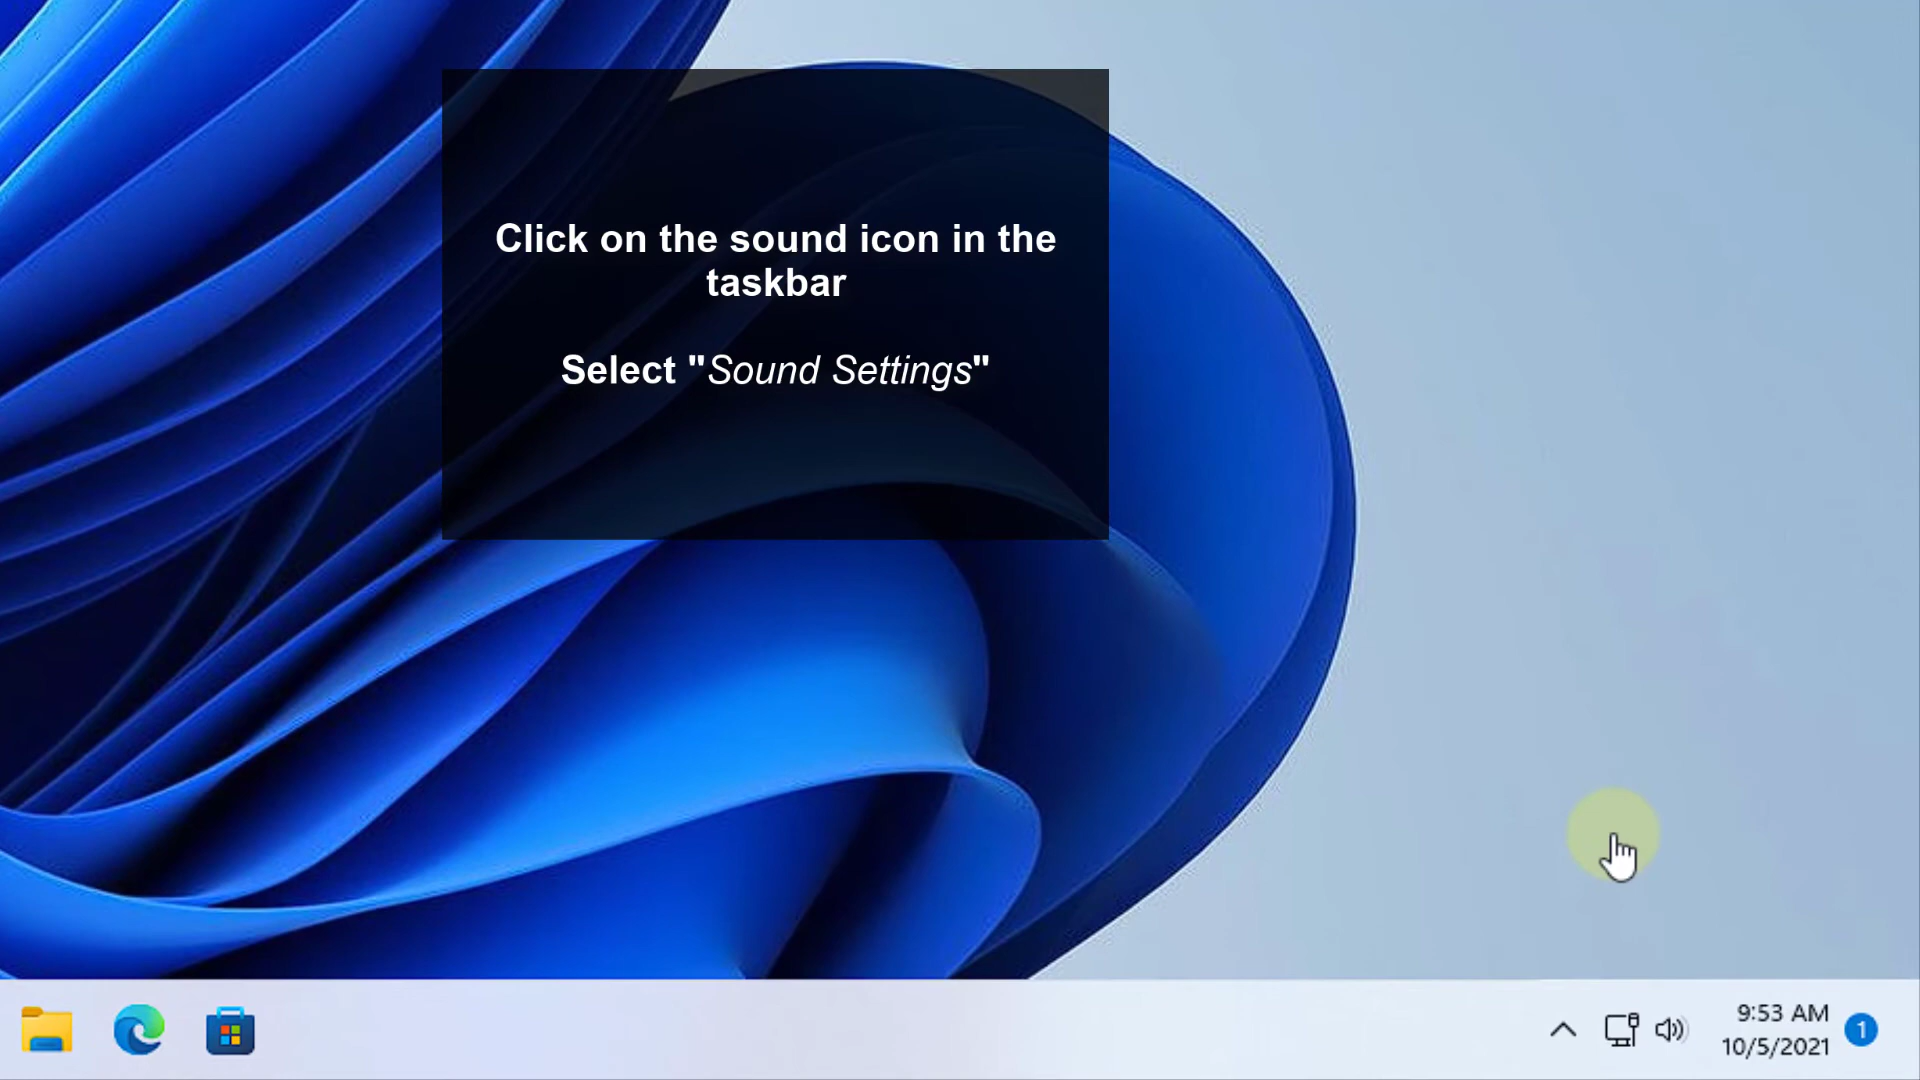 Click on the sound icon in the
taskbar
Select "Sound Settings"
9:53 AM
10/5/2021
1